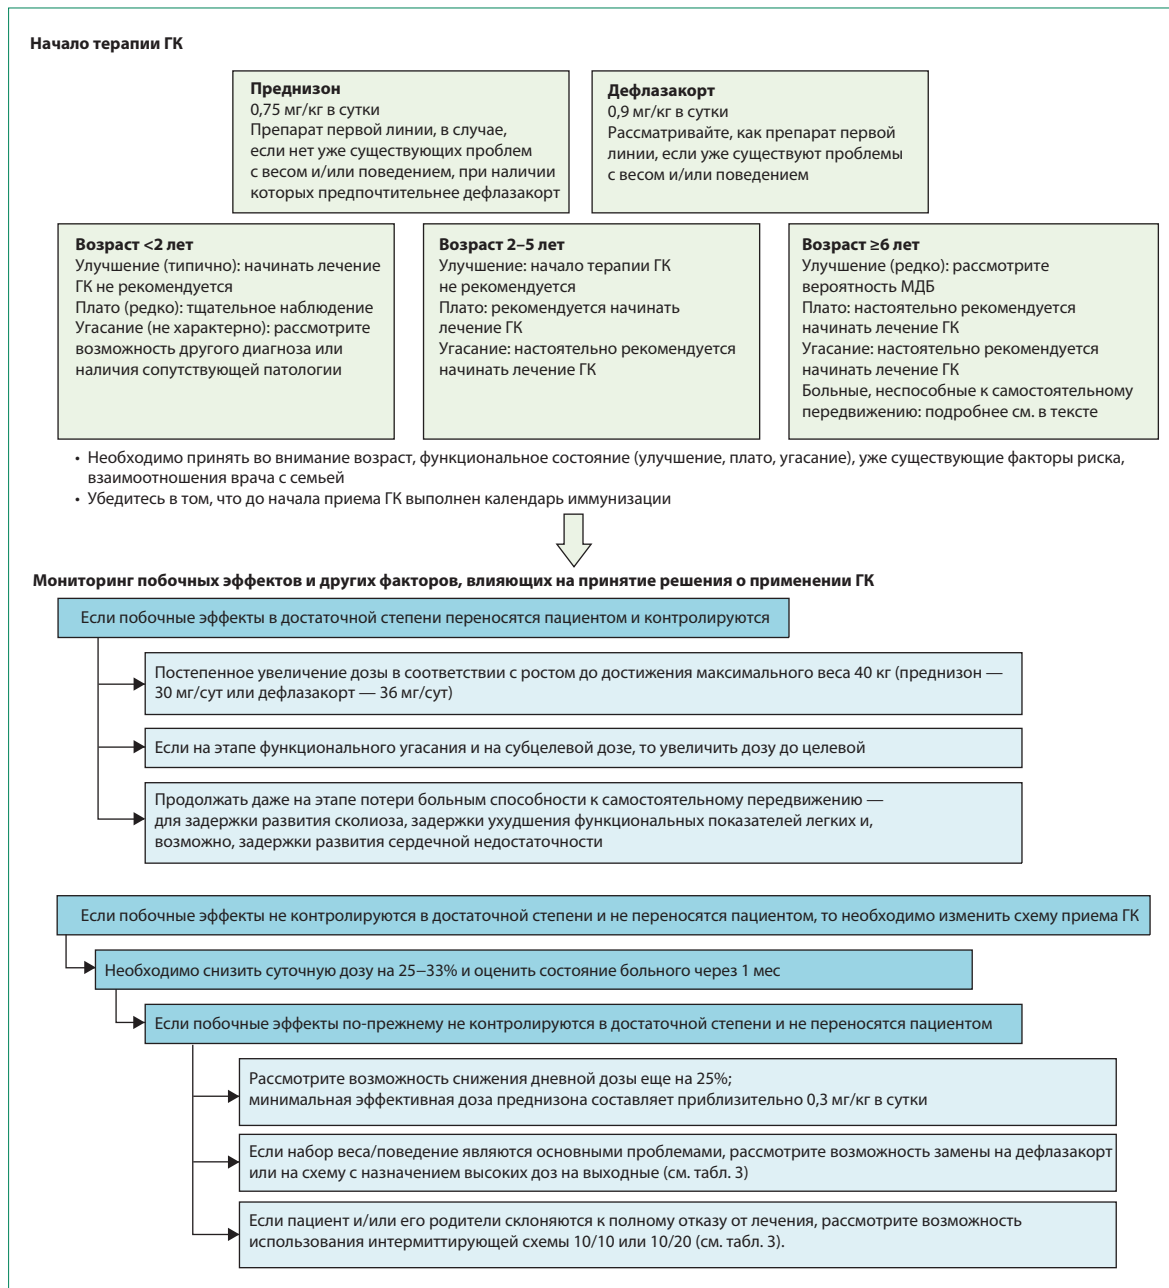 Начало терапии ГК
Преднизон
0,75 мг/кг в сутки
Препарат первой линии, в случае,
если нет уже существующих проблем
с весом и/или поведением, при наличии
которых предпочтительнее дефлазакорт
Дефлазакорт
0,9 мг/кг в сутки
Рассматривайте, как препарат первой
линии, если уже существуют проблемы
с весом и/или поведением
Возраст <2 лет
Улучшение (типично): начинать лечение
ГК не рекомендуется
Плато (редко): тщательное наблюдение
Угасание (не характерно): рассмотрите
возможность другого диагноза или
наличия сопутствующей патологии
Возраст 2–5 лет
Улучшение: начало терапии ГК
не рекомендуется
Плато: рекомендуется начинать
лечение ГК
Угасание: настоятельно рекомендуется
начинать лечение ГК
Возраст ≥6 лет
Улучшение (редко): рассмотрите
вероятность МДБ
Плато: настоятельно рекомендуется
начинать лечение ГК
Угасание: настоятельно рекомендуется
начинать лечение ГК
Больные, неспособные к самостоятельному
передвижению: подробнее см. в тексте
• Необходимо принять во внимание возраст, функциональное состояние (улучшение, плато, угасание), уже существующие факторы риска,
взаимоотношения врача с семьей
• Убедитесь в том, что до начала приема ГК выполнен календарь иммунизации
Мониторинг побочных эффектов и других факторов, влияющих на принятие решения о применении ГК
Если побочные эффекты в достаточной степени переносятся пациентом и контролируются
Постепенное увеличение дозы в соответствии с ростом до достижения максимального веса 40 кг (преднизон —
30 мг/сут или дефлазакорт — 36 мг/сут)
Если на этапе функционального угасания и на субцелевой дозе, то увеличить дозу до целевой
Продолжать даже на этапе потери больным способности к самостоятельному передвижению —
для задержки развития сколиоза, задержки ухудшения функциональных показателей легких и,
возможно, задержки развития сердечной недостаточности
Если побочные эффекты не контролируются в достаточной степени и не переносятся пациентом, то необходимо изменить схему приема ГК
Необходимо снизить суточную дозу на 25–33% и оценить состояние больного через 1 мес
Если побочные эффекты по-прежнему не контролируются в достаточной степени и не переносятся пациентом
Рассмотрите возможность снижения дневной дозы еще на 25%;
минимальная эффективная доза преднизона составляет приблизительно 0,3 мг/кг в сутки
Если набор веса/поведение являются основными проблемами, рассмотрите возможность замены на дефлазакорт
или на схему с назначением высоких доз на выходные (см. табл. 3)
Если пациент и/или его родители склоняются к полному отказу от лечения, рассмотрите возможность
использования интермиттирующей схемы 10/10 или 10/20 (см. табл. 3).